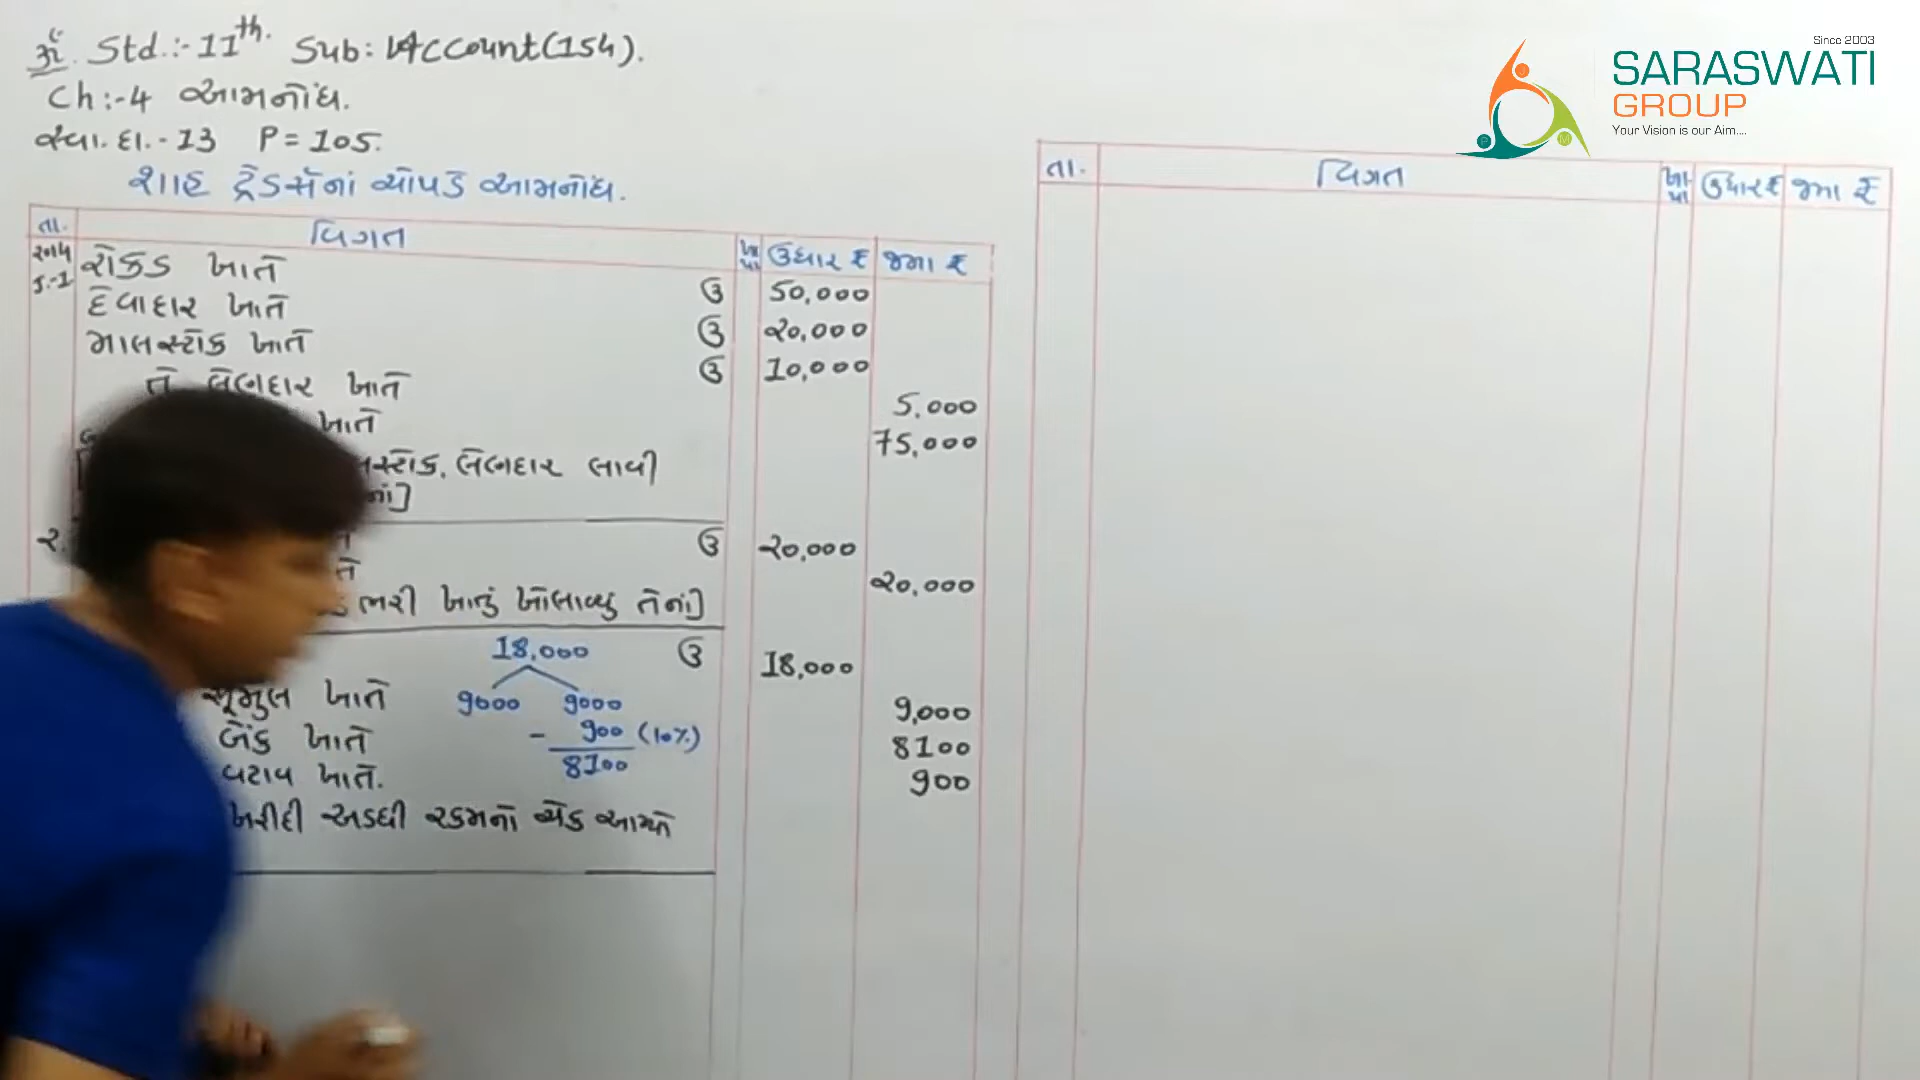 ૐ. Std.:-11th. Sub: Account(154).
Ch:-4 આમનોંધ.
સ્વા. દા.-13 P=105.
શાહ ટ્રેડર્સનાં ચોપડે આમનોંધ.
તા. વિગત ખા. પા ઉધાર ₹ જમા ₹
રોકડ ખાતે ઉ 50,000
દેવાદાર ખાતે ઉ 20,000
માલસ્ટોક ખાતે ઉ 10,000
તે લેણદાર ખાતે 5,000
ખાતે 75,000
સ્ટોક, લેણદાર લાવી
નાં]
2. ઉ 20,000
તે 20,000
ભરી ખાતું ખોલાવ્યું તેનાં]
18,000 ઉ 18,000
સુમુલ ખાતે 9000 9000 9,000
બેંક ખાતે - 900 (10%) 8100
વટાવ ખાતે. 8100 900
ખરીદી અડધી રકમનો ચેક આપ્યો
તા. વિગત ખા. પા ઉધાર ₹ જમા ₹
Since 2003
SARASWATI
GROUP
Your Vision is our Aim....